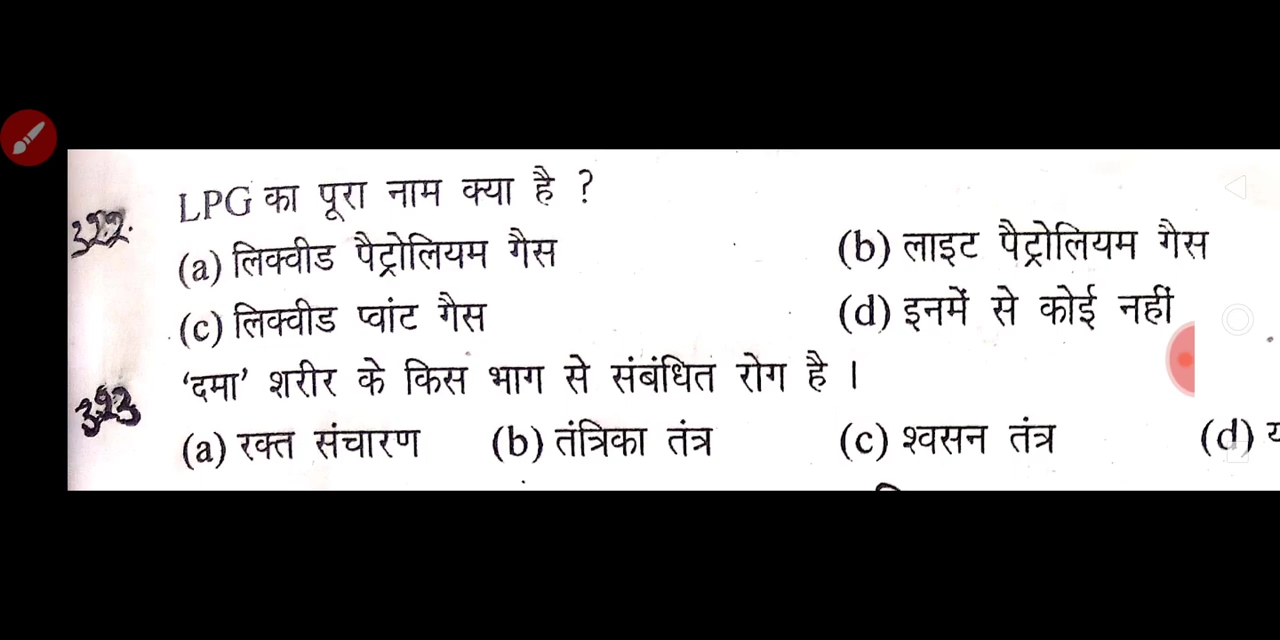 322. LPG का पूरा नाम क्या है ?
(a) लिक्वीड पैट्रोलियम गैस (b) लाइट पैट्रोलियम गैस
(c) लिक्वीड प्वांट गैस (d) इनमें से कोई नहीं
323 'दमा' शरीर के किस भाग से संबंधित रोग है ।
(a) रक्त संचारण (b) तंत्रिका तंत्र (c) श्वसन तंत्र (d)